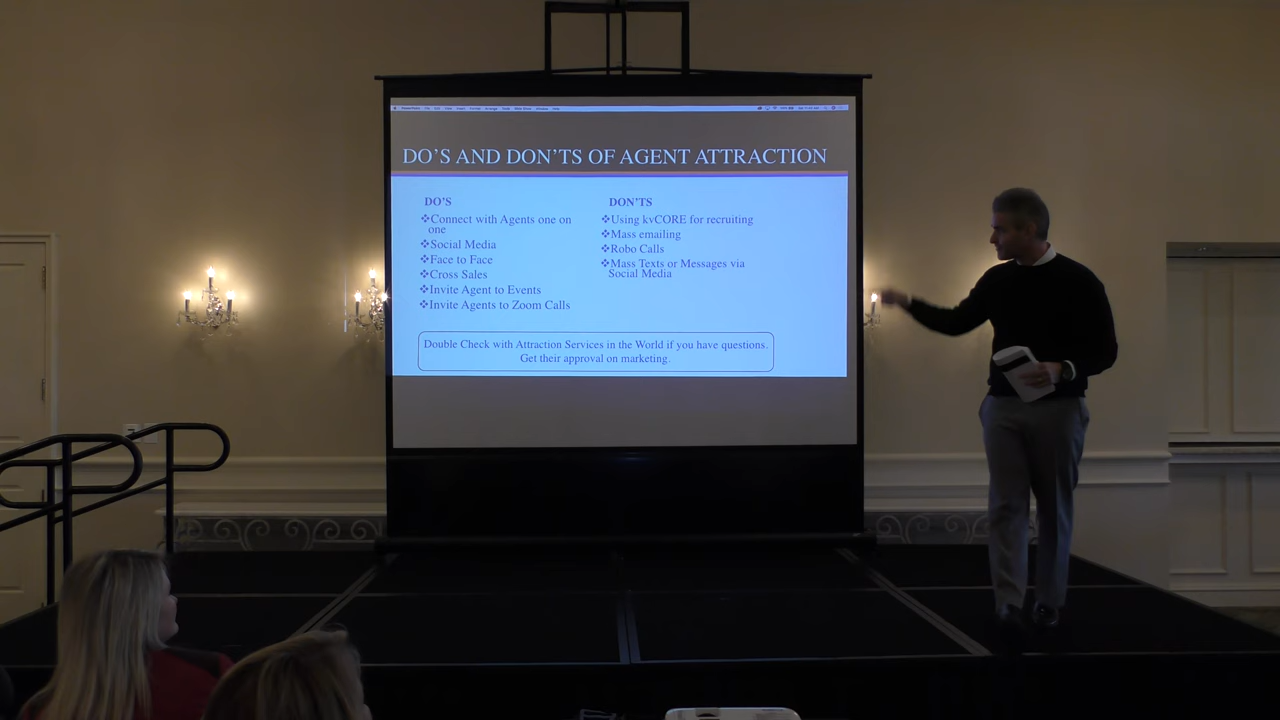 DO'S AND DON'TS OF AGENT ATTRACTION
DO'S
❖Connect with Agents one on
one
❖Social Media
❖Face to Face
❖Cross Sales
❖Invite Agent to Events
❖Invite Agents to Zoom Calls
DON'TS
❖Using kvCORE for recruiting
❖Mass emailing
❖Robo Calls
❖Mass Texts or Messages via
Social Media
Double Check with Attraction Services in the World if you have questions.
Get their approval on marketing.